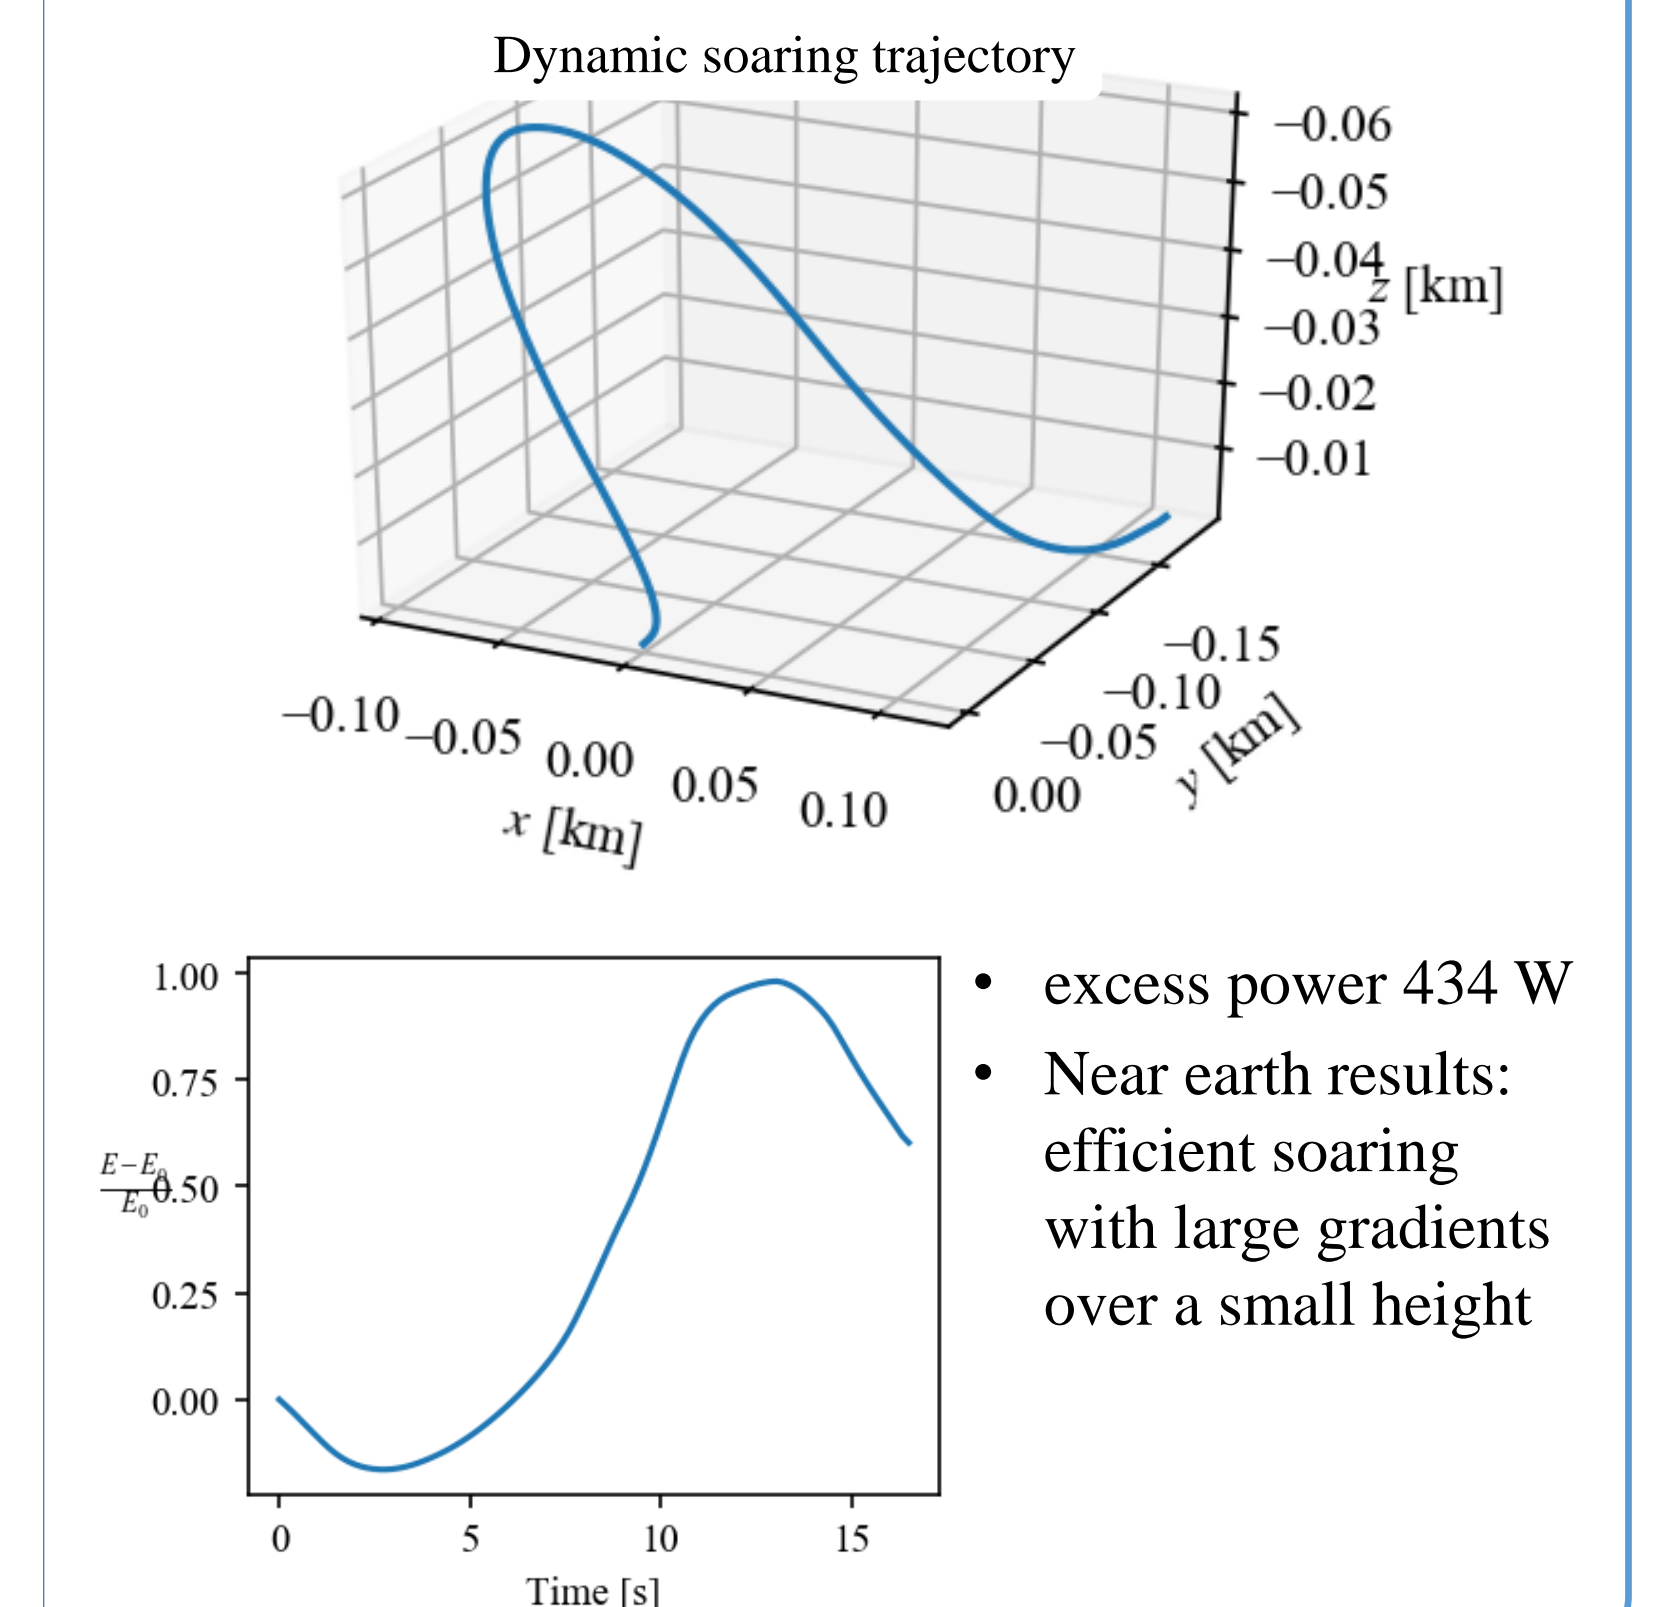 Dynamic soaring trajectory
−0.06
−0.05
−0.04
z [km]
−0.03
−0.02
−0.01
−0.15
−0.10
−0.05
0.00
y [km]
−0.10
−0.05
0.00
0.05
0.10
x [km]
1.00
0.75
E−E0
E0
0.50
0.25
0.00
0
5
10
15
Time [s]
• excess power 434 W
• Near earth results:
efficient soaring
with large gradients
over a small height